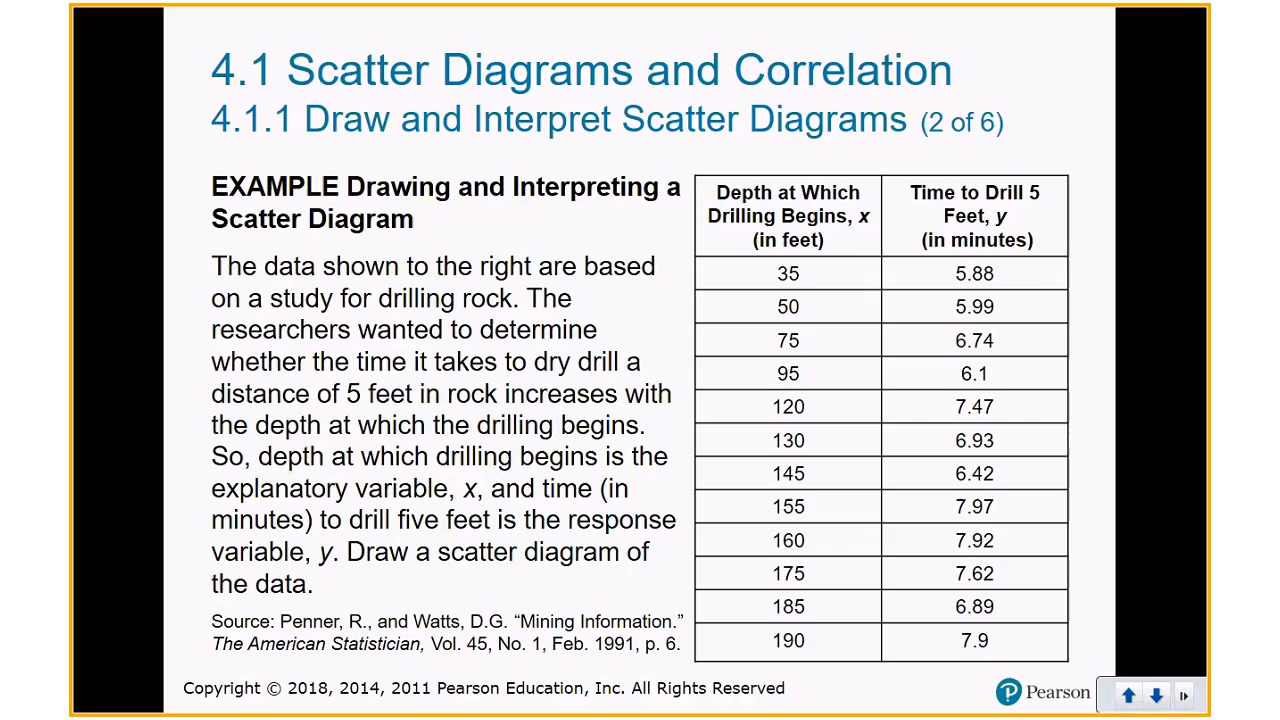 4.1 Scatter Diagrams and Correlation
4.1.1 Draw and Interpret Scatter Diagrams (2 of 6)
EXAMPLE Drawing and Interpreting a
Scatter Diagram
The data shown to the right are based
on a study for drilling rock. The
researchers wanted to determine
whether the time it takes to dry drill a
distance of 5 feet in rock increases with
the depth at which the drilling begins.
So, depth at which drilling begins is the
explanatory variable, x, and time (in
minutes) to drill five feet is the response
variable, y. Draw a scatter diagram of
the data.
Source: Penner, R., and Watts, D.G. “Mining Information.”
The American Statistician, Vol. 45, No. 1, Feb. 1991, p. 6.
Depth at Which
Drilling Begins, x
(in feet)
Time to Drill 5
Feet, y
(in minutes)
35 5.88
50 5.99
75 6.74
95 6.1
120 7.47
130 6.93
145 6.42
155 7.97
160 7.92
175 7.62
185 6.89
190 7.9
Copyright © 2018, 2014, 2011 Pearson Education, Inc. All Rights Reserved
P Pearson